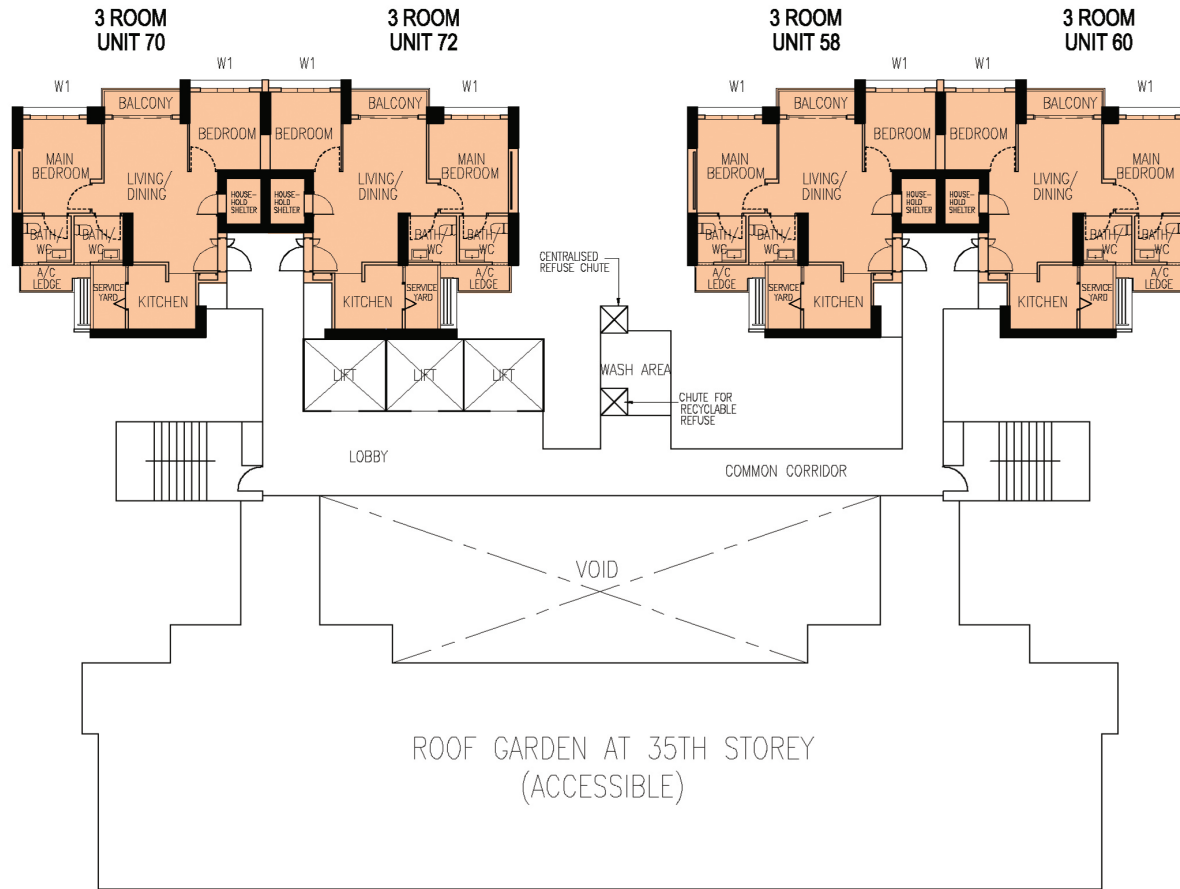 3 ROOM
UNIT 70
3 ROOM
UNIT 72
3 ROOM
UNIT 58
3 ROOM
UNIT 60
W1
W1
W1
W1
W1
W1
W1
W1
BALCONY
BEDROOM
MAIN
BEDROOM
LIVING/
DINING
HOUSE-
HOLD
SHELTER
BATH/
WC
BATH/
WC
A/C
LEDGE
SERVICE
YARD
KITCHEN
BALCONY
BEDROOM
MAIN
BEDROOM
LIVING/
DINING
HOUSE-
HOLD
SHELTER
BATH/
WC
BATH/
WC
A/C
LEDGE
SERVICE
YARD
KITCHEN
BALCONY
BEDROOM
MAIN
BEDROOM
LIVING/
DINING
HOUSE-
HOLD
SHELTER
BATH/
WC
BATH/
WC
A/C
LEDGE
SERVICE
YARD
KITCHEN
BALCONY
BEDROOM
MAIN
BEDROOM
LIVING/
DINING
HOUSE-
HOLD
SHELTER
BATH/
WC
BATH/
WC
A/C
LEDGE
SERVICE
YARD
KITCHEN
CENTRALISED
REFUSE CHUTE
LIFT
LIFT
LIFT
WASH AREA
CHUTE FOR
RECYCLABLE
REFUSE
LOBBY
COMMON CORRIDOR
VOID
ROOF GARDEN AT 35TH STOREY
(ACCESSIBLE)